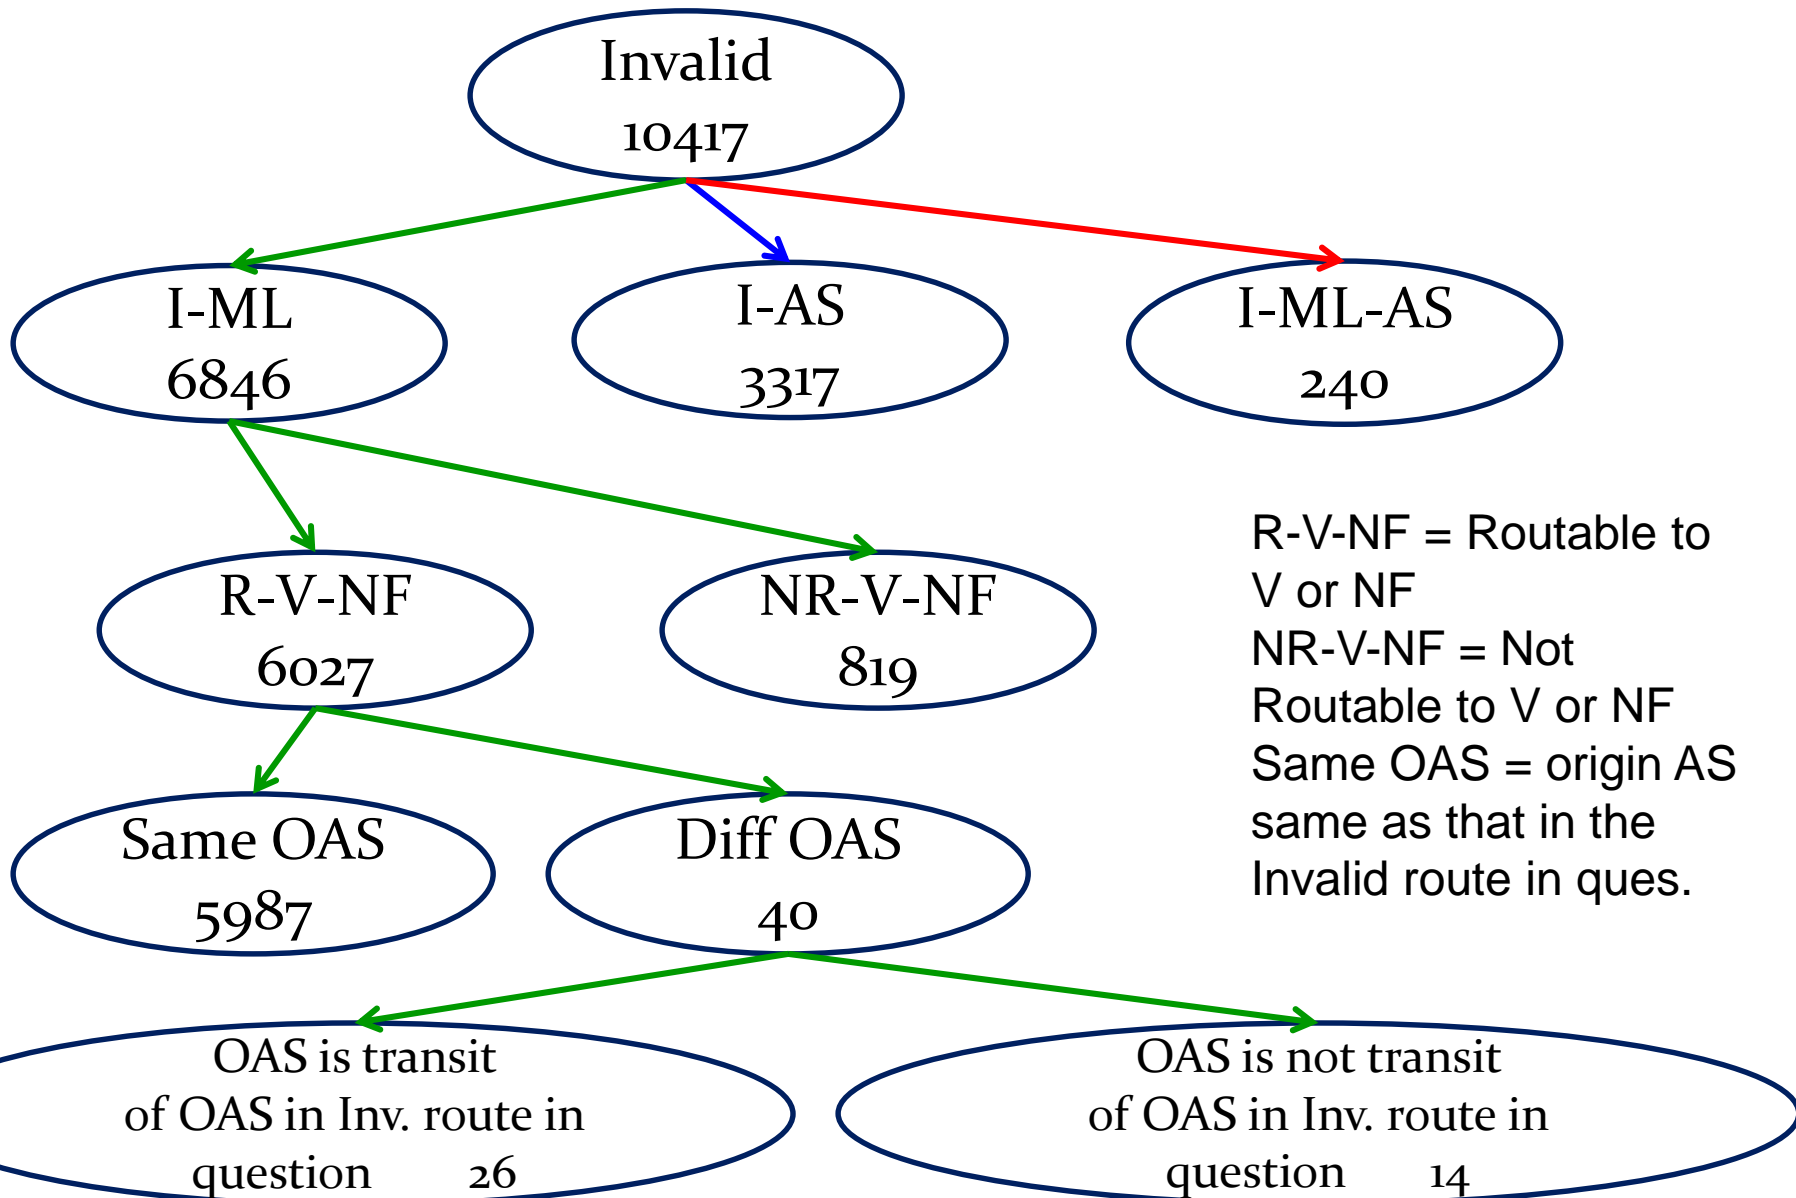 Invalid
10417
I-ML
6846
I-AS
3317
I-ML-AS
240
R-V-NF
6027
NR-V-NF
819
R-V-NF = Routable to
V or NF
NR-V-NF = Not
Routable to V or NF
Same OAS = origin AS
same as that in the
Invalid route in ques.
Same OAS
5987
Diff OAS
40
OAS is transit
of OAS in Inv. route in
question 26
OAS is not transit
of OAS in Inv. route in
question 14